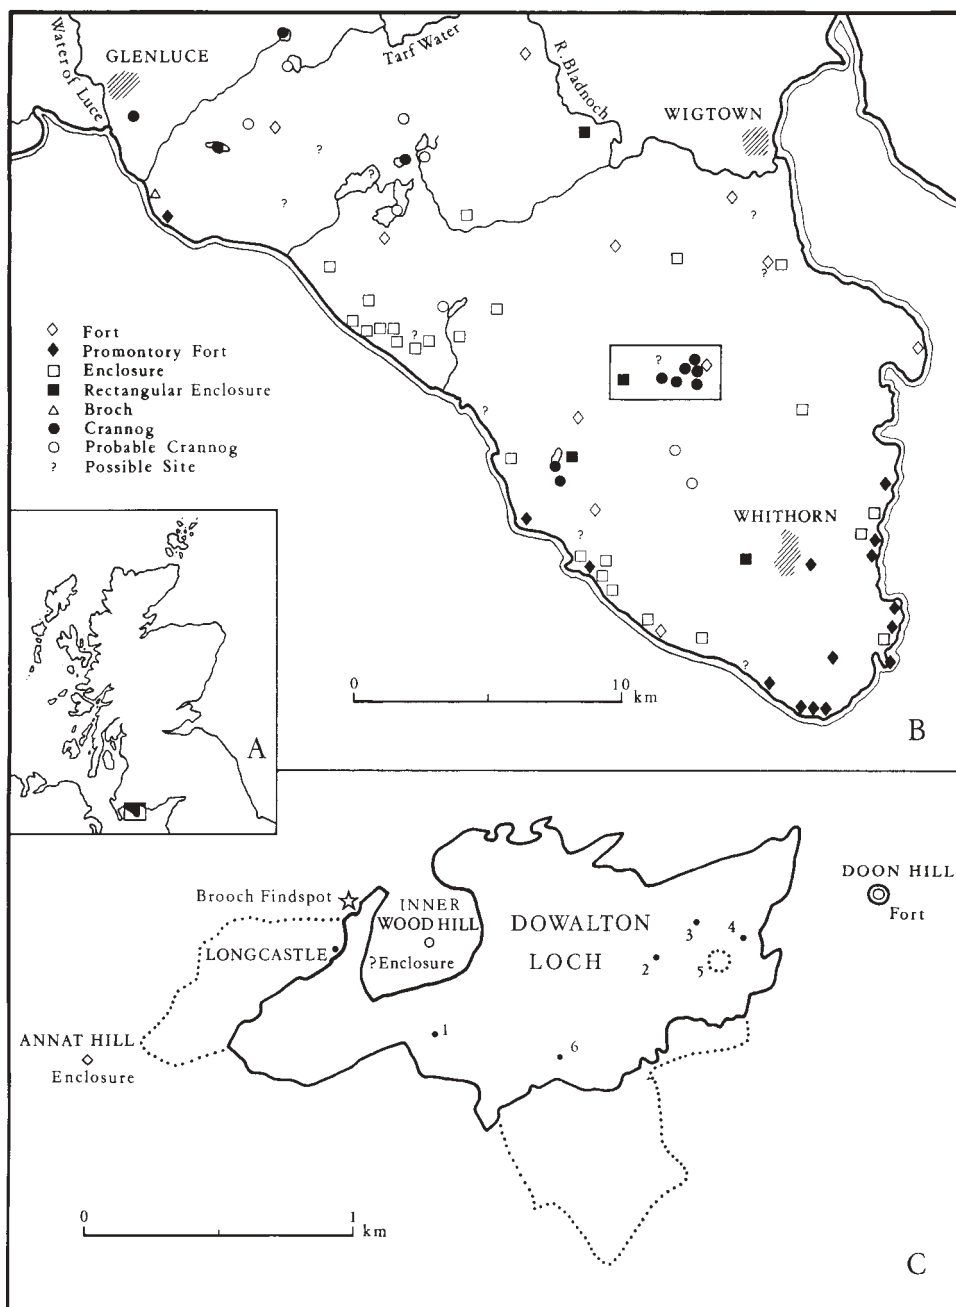 Water of Luce
GLENLUCE
Tarf Water
R. Bladnoch
WIGTOWN
?
?
?
?
?
Fort
Promontory Fort
Enclosure
Rectangular Enclosure
Broch
Crannog
Probable Crannog
? Possible Site
?
?
?
?
WHITHORN
?
0 10
km
A
B
DOON HILL
Fort
Brooch Findspot
INNER
WOOD HILL
?Enclosure
LONGCASTLE
DOWALTON
LOCH
3
4
2
5
1
6
ANNAT HILL
Enclosure
0 1
km
C